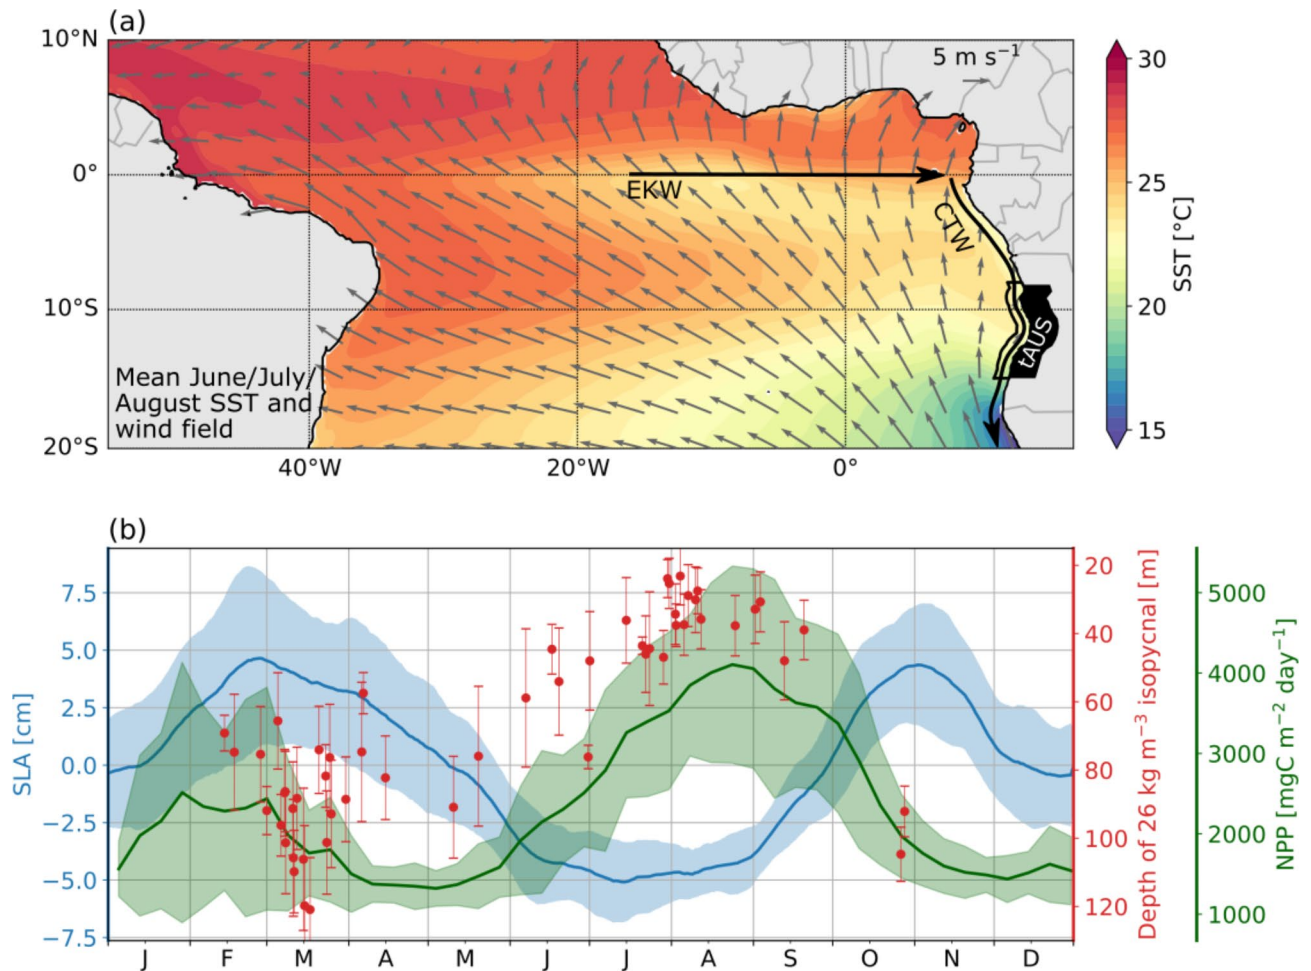 (a)
10°N
0°
10°S
20°S
5 m s⁻¹
EKW
CTW
tAUS
Mean June/July/
August SST and
wind field
40°W
20°W
0°
30
25
20
15
SST [°C]
(b)
7.5
5.0
2.5
0.0
−2.5
−5.0
−7.5
SLA [cm]
J F M A M J J A S O N D
20
40
60
80
100
120
Depth of 26 kg m⁻³ isopycnal [m]
5000
4000
3000
2000
1000
NPP [mgC m⁻² day⁻¹]